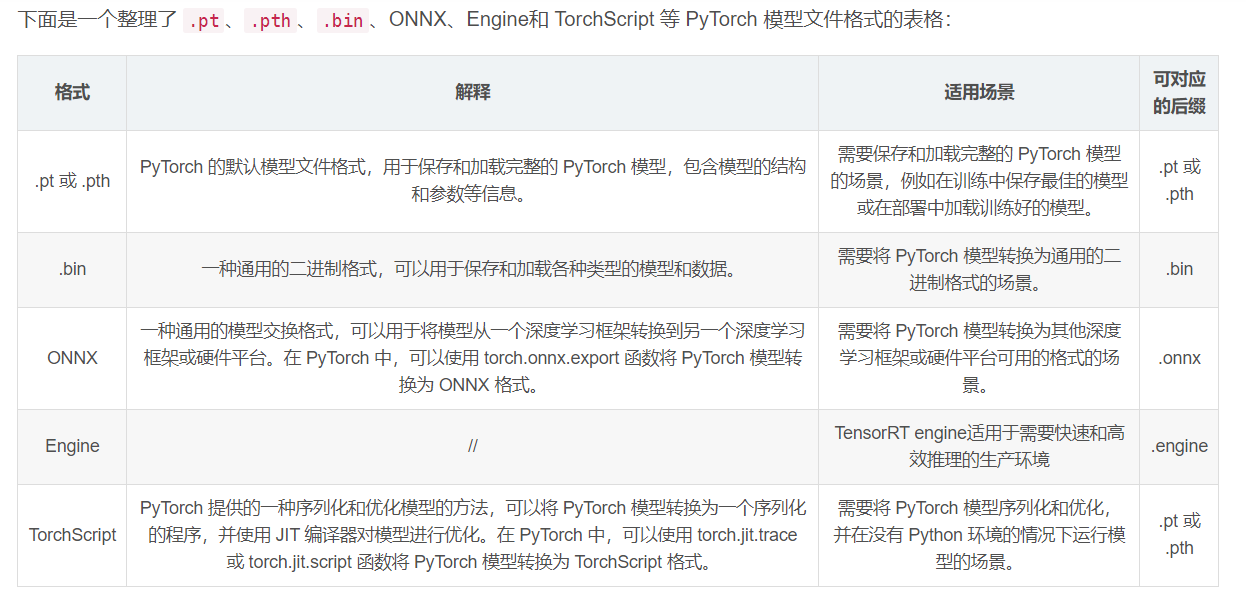 下面是一个整理了 .pt、.pth、.bin、ONNX、Engine和 TorchScript 等 PyTorch 模型文件格式的表格：
格式
解释
适用场景
可对应
的后缀
.pt 或 .pth
PyTorch 的默认模型文件格式，用于保存和加载完整的 PyTorch 模型，包含模型的结构
和参数等信息。
需要保存和加载完整的 PyTorch 模型
的场景，例如在训练中保存最佳的模型
或在部署中加载训练好的模型。
.pt 或
.pth
.bin
一种通用的二进制格式，可以用于保存和加载各种类型的模型和数据。
需要将 PyTorch 模型转换为通用的二
进制格式的场景。
.bin
ONNX
一种通用的模型交换格式，可以用于将模型从一个深度学习框架转换到另一个深度学习
框架或硬件平台。在 PyTorch 中，可以使用 torch.onnx.export 函数将 PyTorch 模型转
换为 ONNX 格式。
需要将 PyTorch 模型转换为其他深度
学习框架或硬件平台可用的格式的场
景。
.onnx
Engine
//
TensorRT engine适用于需要快速和高
效推理的生产环境
.engine
TorchScript
PyTorch 提供的一种序列化和优化模型的方法，可以将 PyTorch 模型转换为一个序列化
的程序，并使用 JIT 编译器对模型进行优化。在 PyTorch 中，可以使用 torch.jit.trace
或 torch.jit.script 函数将 PyTorch 模型转换为 TorchScript 格式。
需要将 PyTorch 模型序列化和优化，
并在没有 Python 环境的情况下运行模
型的场景。
.pt 或
.pth